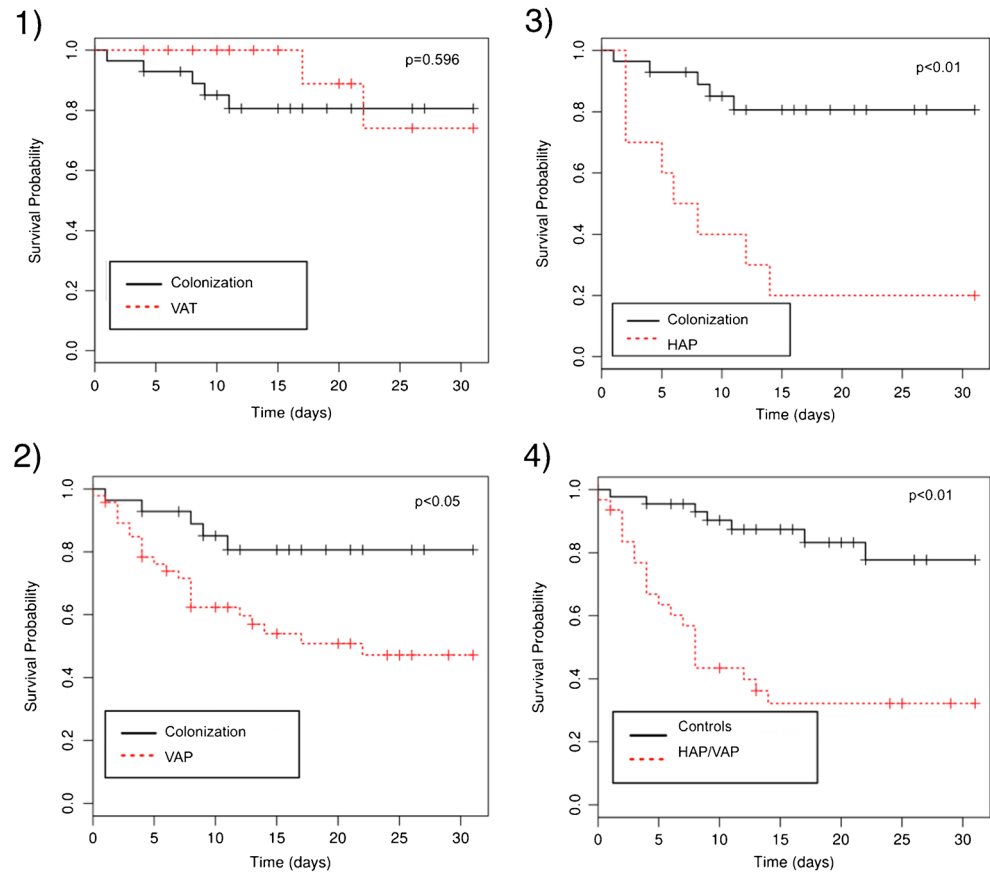 1)
1.0
0.8
0.6
0.4
0.2
0.0
Survival Probability
p=0.596
Colonization
VAT
0 5 10 15 20 25 30
Time (days)
3)
1.0
0.8
0.6
0.4
0.2
0.0
Survival Probability
p<0.01
Colonization
HAP
0 5 10 15 20 25 30
Time (days)
2)
1.0
0.8
0.6
0.4
0.2
0.0
Survival Probability
p<0.05
Colonization
VAP
0 5 10 15 20 25 30
Time (days)
4)
1.0
0.8
0.6
0.4
0.2
0.0
Survival Probability
p<0.01
Controls
HAP/VAP
0 5 10 15 20 25 30
Time (days)